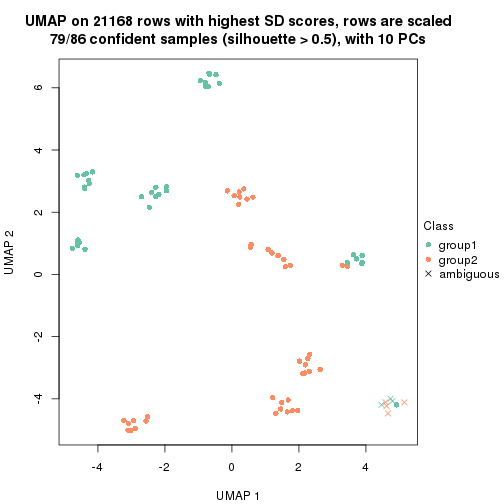 UMAP on 21168 rows with highest SD scores, rows are scaled
79/86 confident samples (silhouette > 0.5), with 10 PCs
6
4
2
0
-2
-4
UMAP 2
-4
-2
0
2
4
UMAP 1
Class
group1
group2
ambiguous